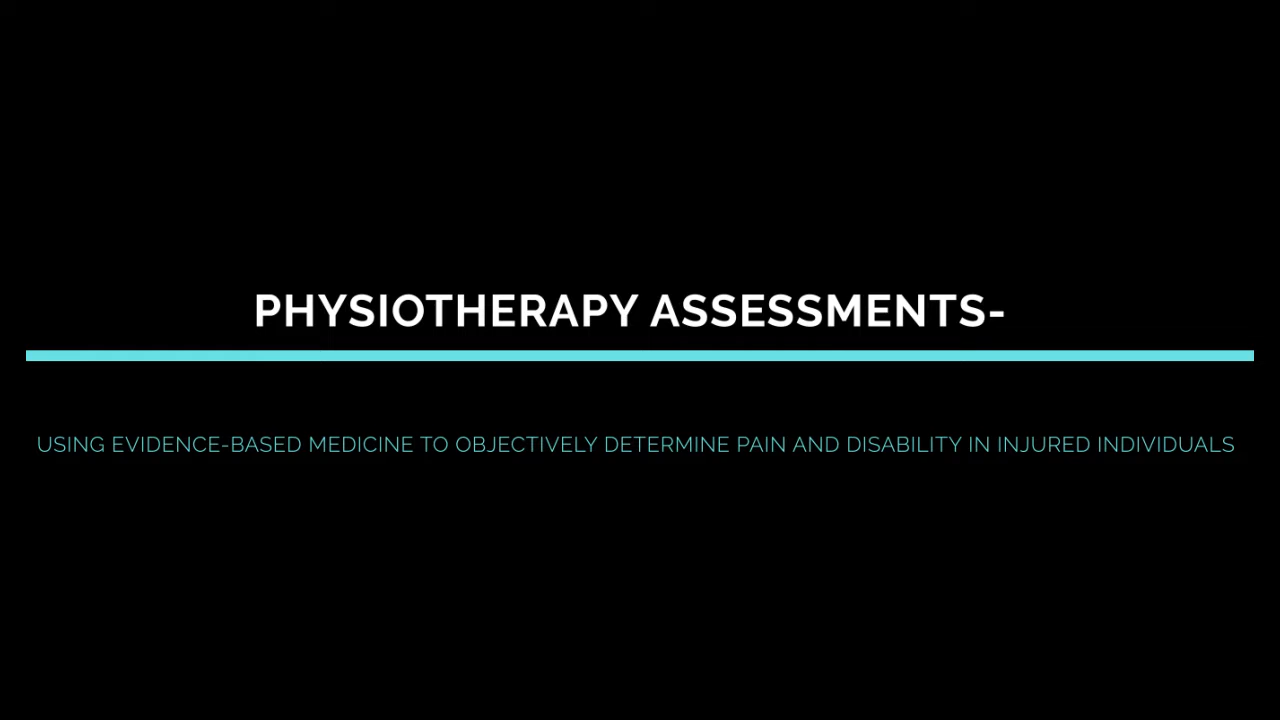 PHYSIOTHERAPY ASSESSMENTS-
USING EVIDENCE-BASED MEDICINE TO OBJECTIVELY DETERMINE PAIN AND DISABILITY IN INJURED INDIVIDUALS